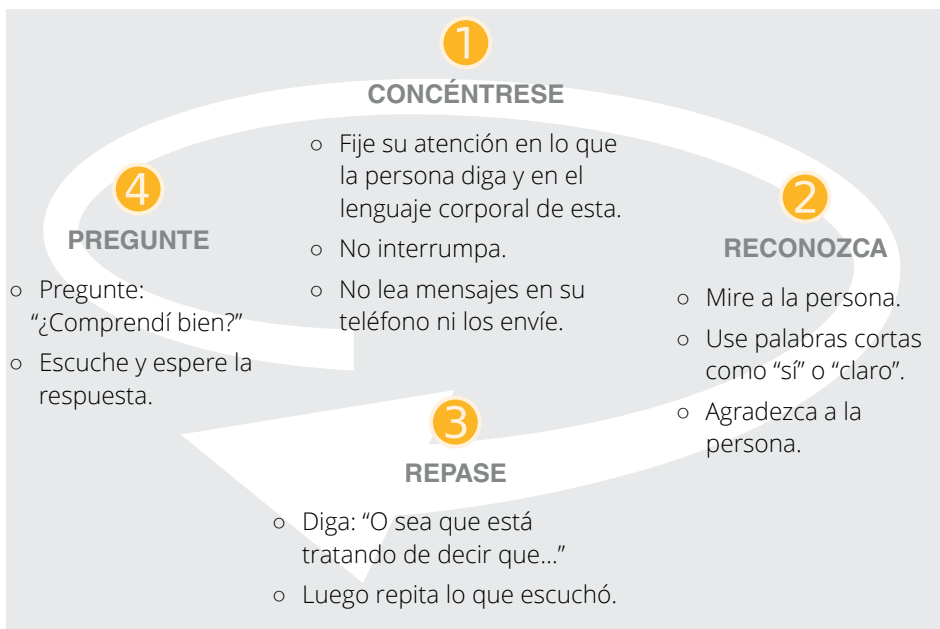 1
CONCÉNTRESE
○ Fije su atención en lo que
la persona diga y en el
lenguaje corporal de esta.
○ No interrumpa.
○ No lea mensajes en su
teléfono ni los envíe.
2
RECONOZCA
○ Mire a la persona.
○ Use palabras cortas
como “sí” o “claro”.
○ Agradezca a la
persona.
3
REPASE
○ Diga: “O sea que está
tratando de decir que...”
○ Luego repita lo que escuchó.
4
PREGUNTE
○ Pregunte:
“¿Comprendí bien?”
○ Escuche y espere la
respuesta.